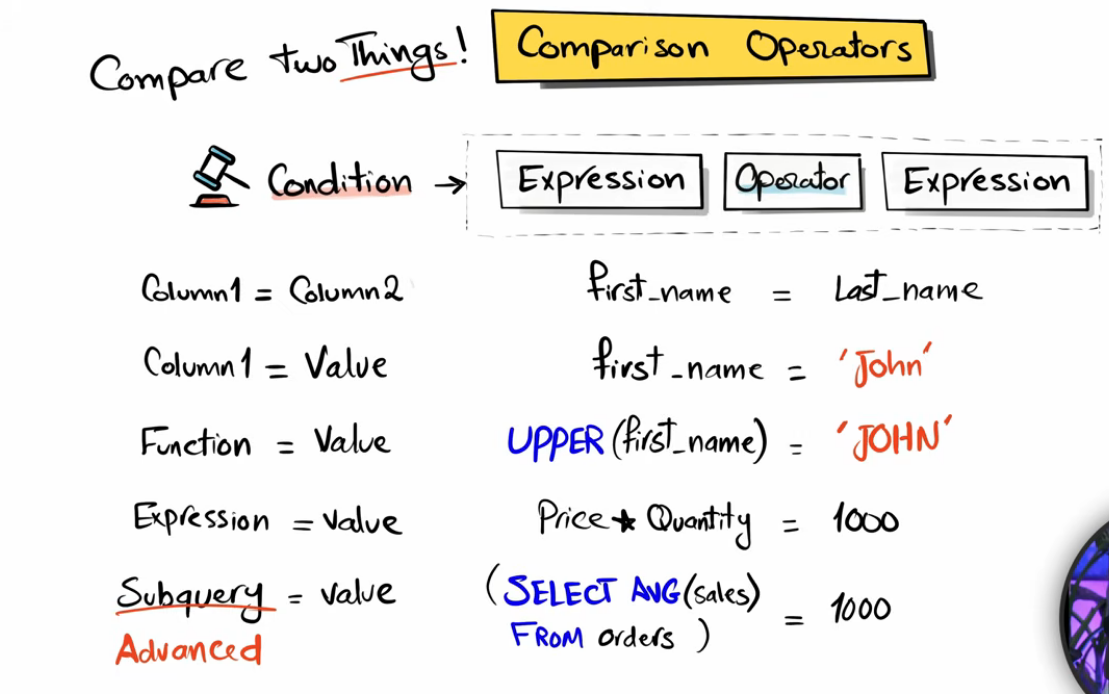 Compare two Things!
Comparison Operators
Condition → Expression Operator Expression
Column1 = Column2
first_name = Last_name
Column1 = Value
first_name = 'John'
Function = Value
UPPER(first_name) = 'JOHN'
Expression = value
Price * Quantity = 1000
Subquery = value
Advanced
(SELECT AVG(sales)
FROM orders) = 1000